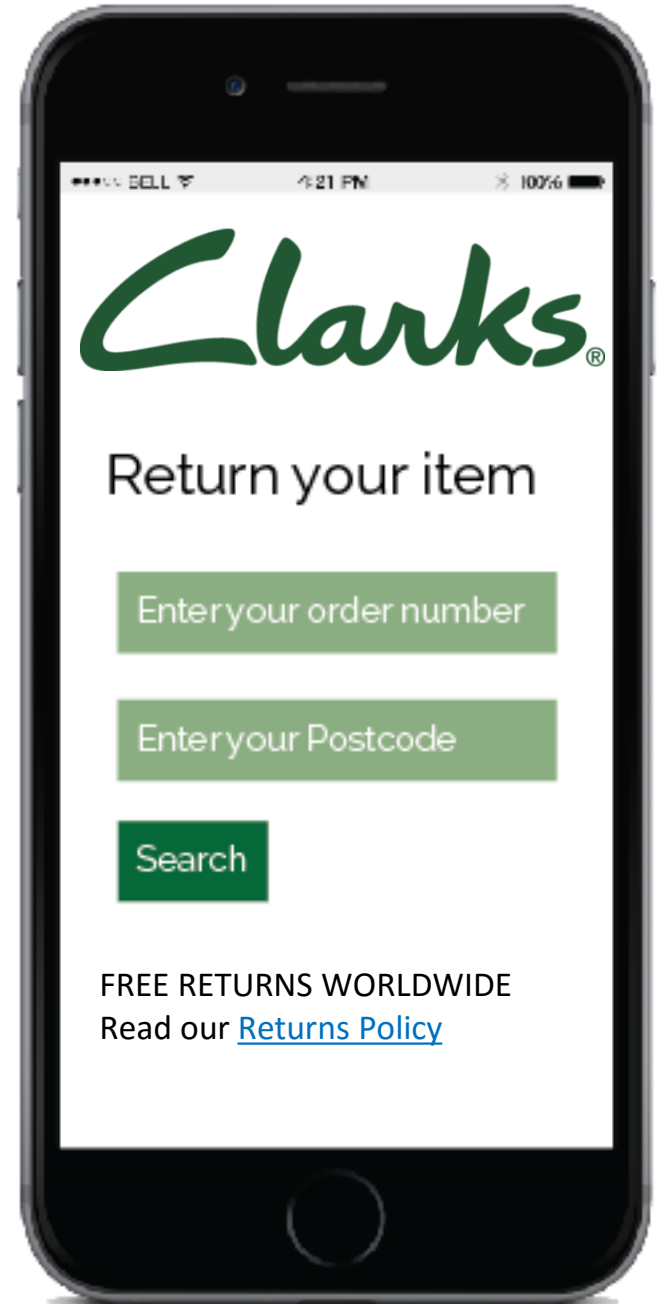 4:21 PM 100%
Clarks®
Return your item
Enter your order number
Enter your Postcode
Search
FREE RETURNS WORLDWIDE
Read our Returns Policy